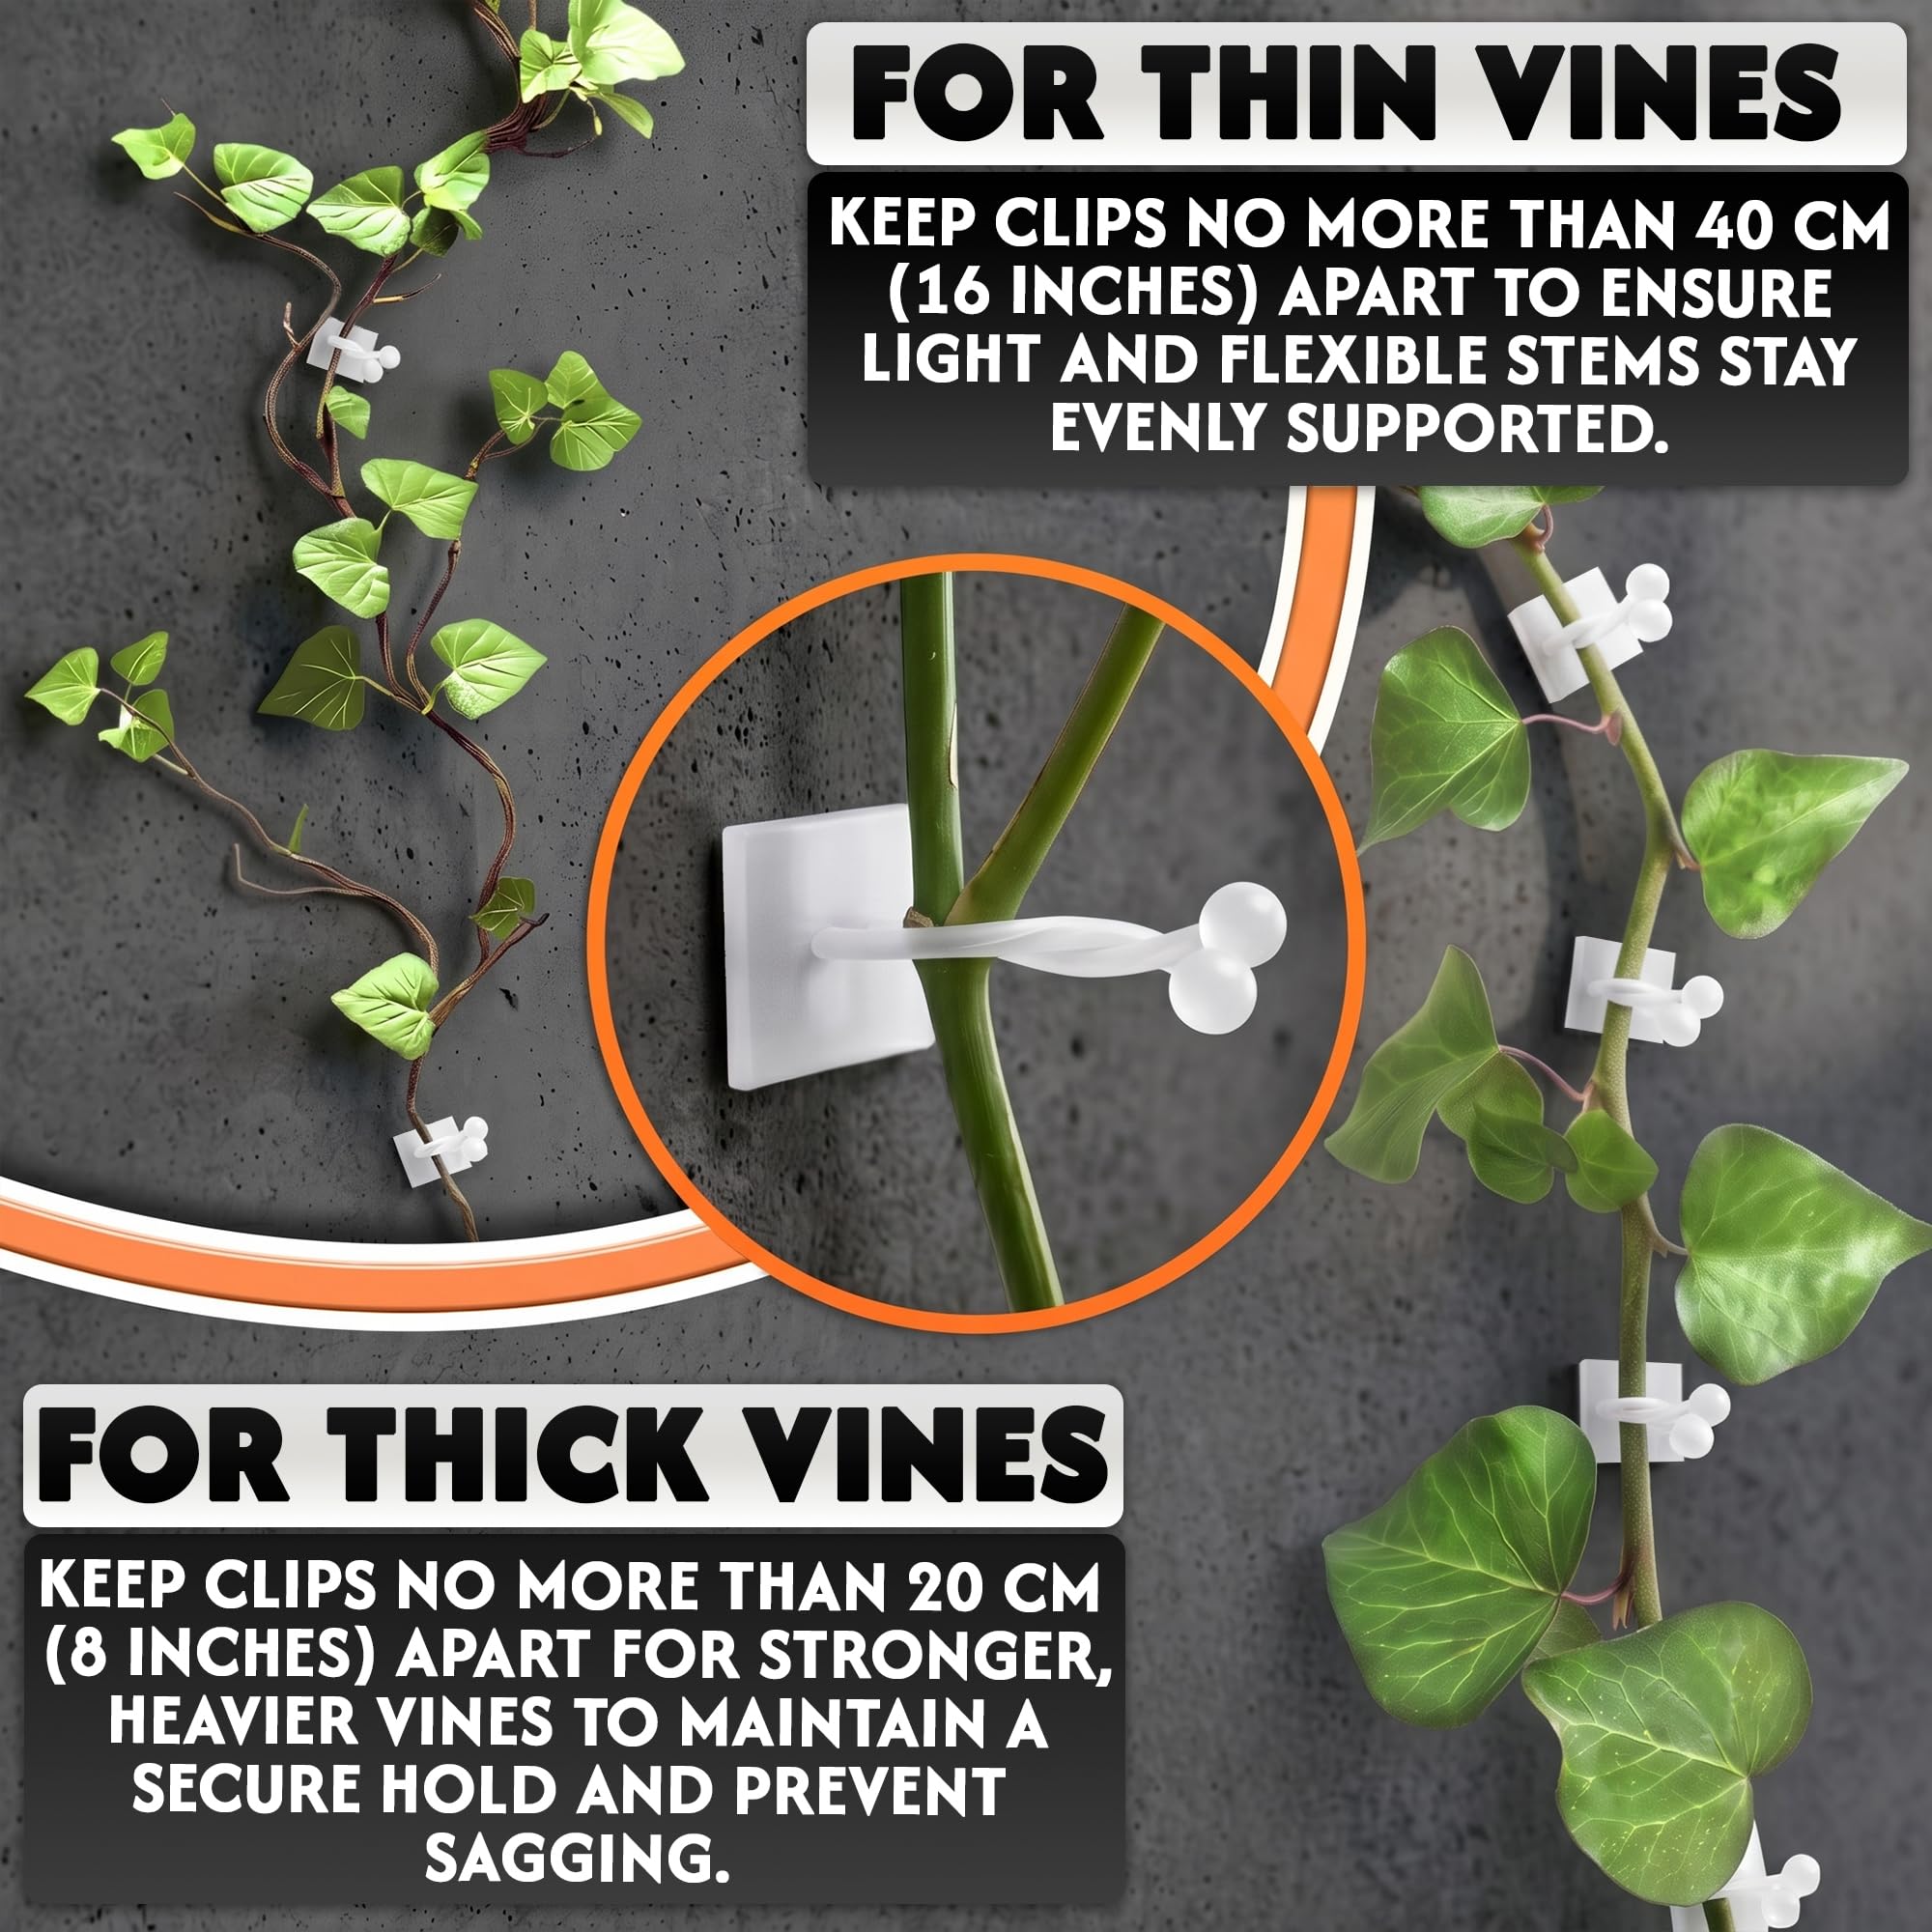 FOR THIN VINES
KEEP CLIPS NO MORE THAN 40 CM
(16 INCHES) APART TO ENSURE
LIGHT AND FLEXIBLE STEMS STAY
EVENLY SUPPORTED.
FOR THICK VINES
KEEP CLIPS NO MORE THAN 20 CM
(8 INCHES) APART FOR STRONGER,
HEAVIER VINES TO MAINTAIN A
SECURE HOLD AND PREVENT
SAGGING.